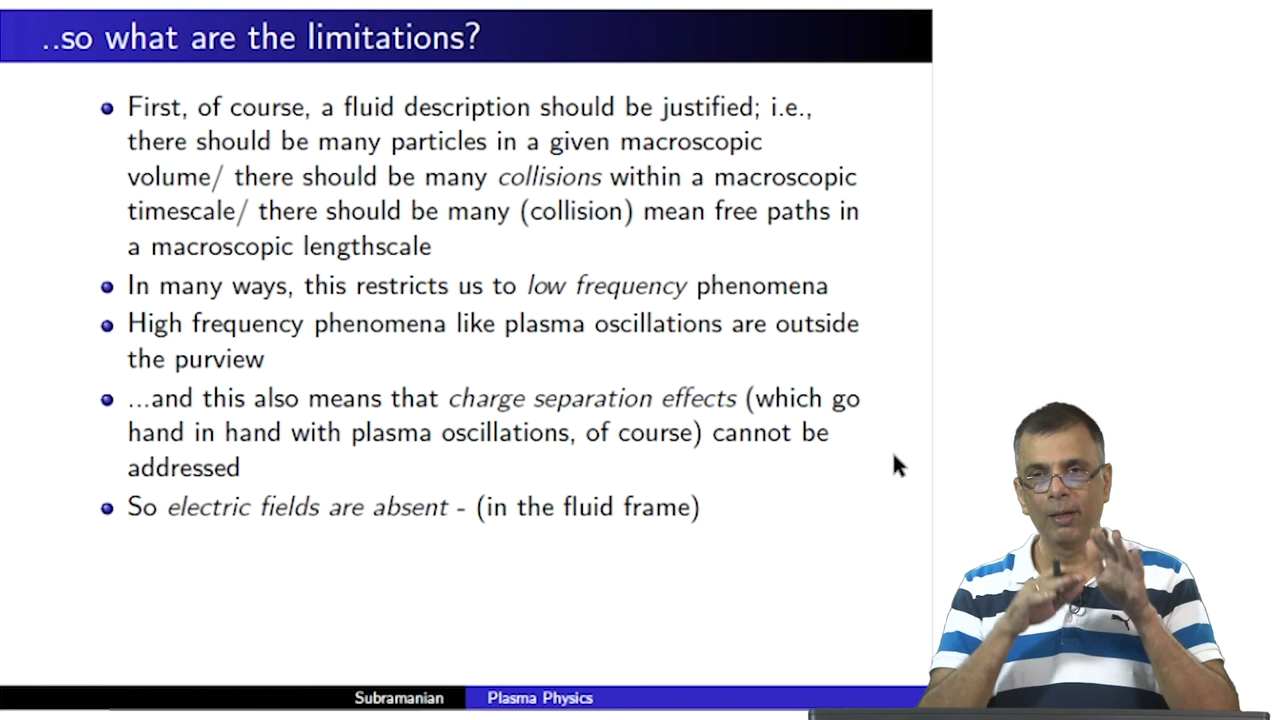 ..so what are the limitations?
First, of course, a fluid description should be justified; i.e.,
there should be many particles in a given macroscopic
volume/ there should be many collisions within a macroscopic
timescale/ there should be many (collision) mean free paths in
a macroscopic lengthscale
In many ways, this restricts us to low frequency phenomena
High frequency phenomena like plasma oscillations are outside
the purview
...and this also means that charge separation effects (which go
hand in hand with plasma oscillations, of course) cannot be
addressed
So electric fields are absent - (in the fluid frame)
Subramanian Plasma Physics